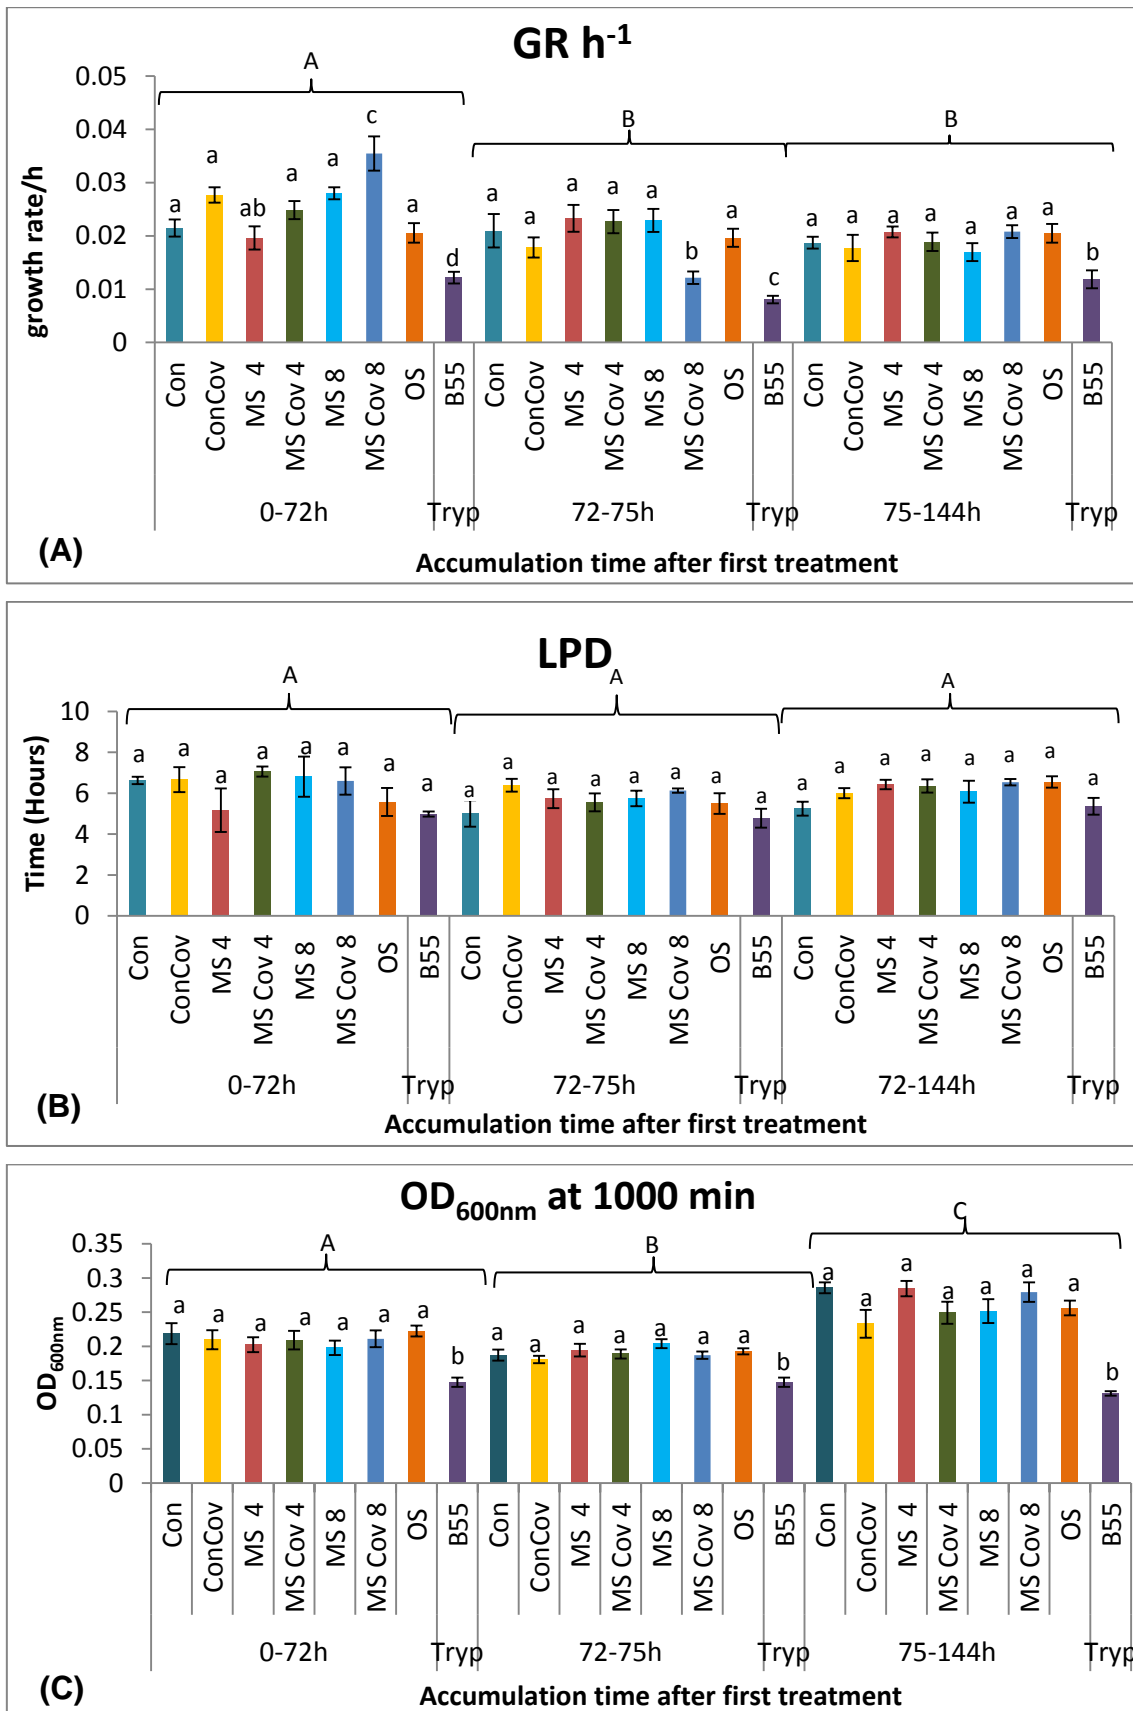 GR h-1
A
B
B
0.05
0.04
0.03
0.02
0.01
0
growth rate/h
a a ab a a c a d a a a a a b a c a a a a a a a b
Con ConCov MS 4 MS Cov 4 MS 8 MS Cov 8 OS B55 Con ConCov MS 4 MS Cov 4 MS 8 MS Cov 8 OS B55 Con ConCov MS 4 MS Cov 4 MS 8 MS Cov 8 OS B55
0-72h Tryp 72-75h Tryp 75-144h Tryp
(A)
Accumulation time after first treatment
LPD
A A A
10
8
6
4
2
0
Time (Hours)
a a a a a a a a a a a a a a a a a a a a a a a a
Con ConCov MS 4 MS Cov 4 MS 8 MS Cov 8 OS B55 Con ConCov MS 4 MS Cov 4 MS 8 MS Cov 8 OS B55 Con ConCov MS 4 MS Cov 4 MS 8 MS Cov 8 OS B55
0-72h Tryp 72-75h Tryp 72-144h Tryp
(B)
Accumulation time after first treatment
OD600nm at 1000 min
A B C
0.35
0.3
0.25
0.2
0.15
0.1
0.05
0
OD600nm
a a a a a a a b a a a a a a a b a a a a a a a b
Con ConCov MS 4 MS Cov 4 MS 8 MS Cov 8 OS B55 Con ConCov MS 4 MS Cov 4 MS 8 MS Cov 8 OS B55 Con ConCov MS 4 MS Cov 4 MS 8 MS Cov 8 OS B55
0-72h Tryp 72-75h Tryp 75-144h Tryp
(C)
Accumulation time after first treatment